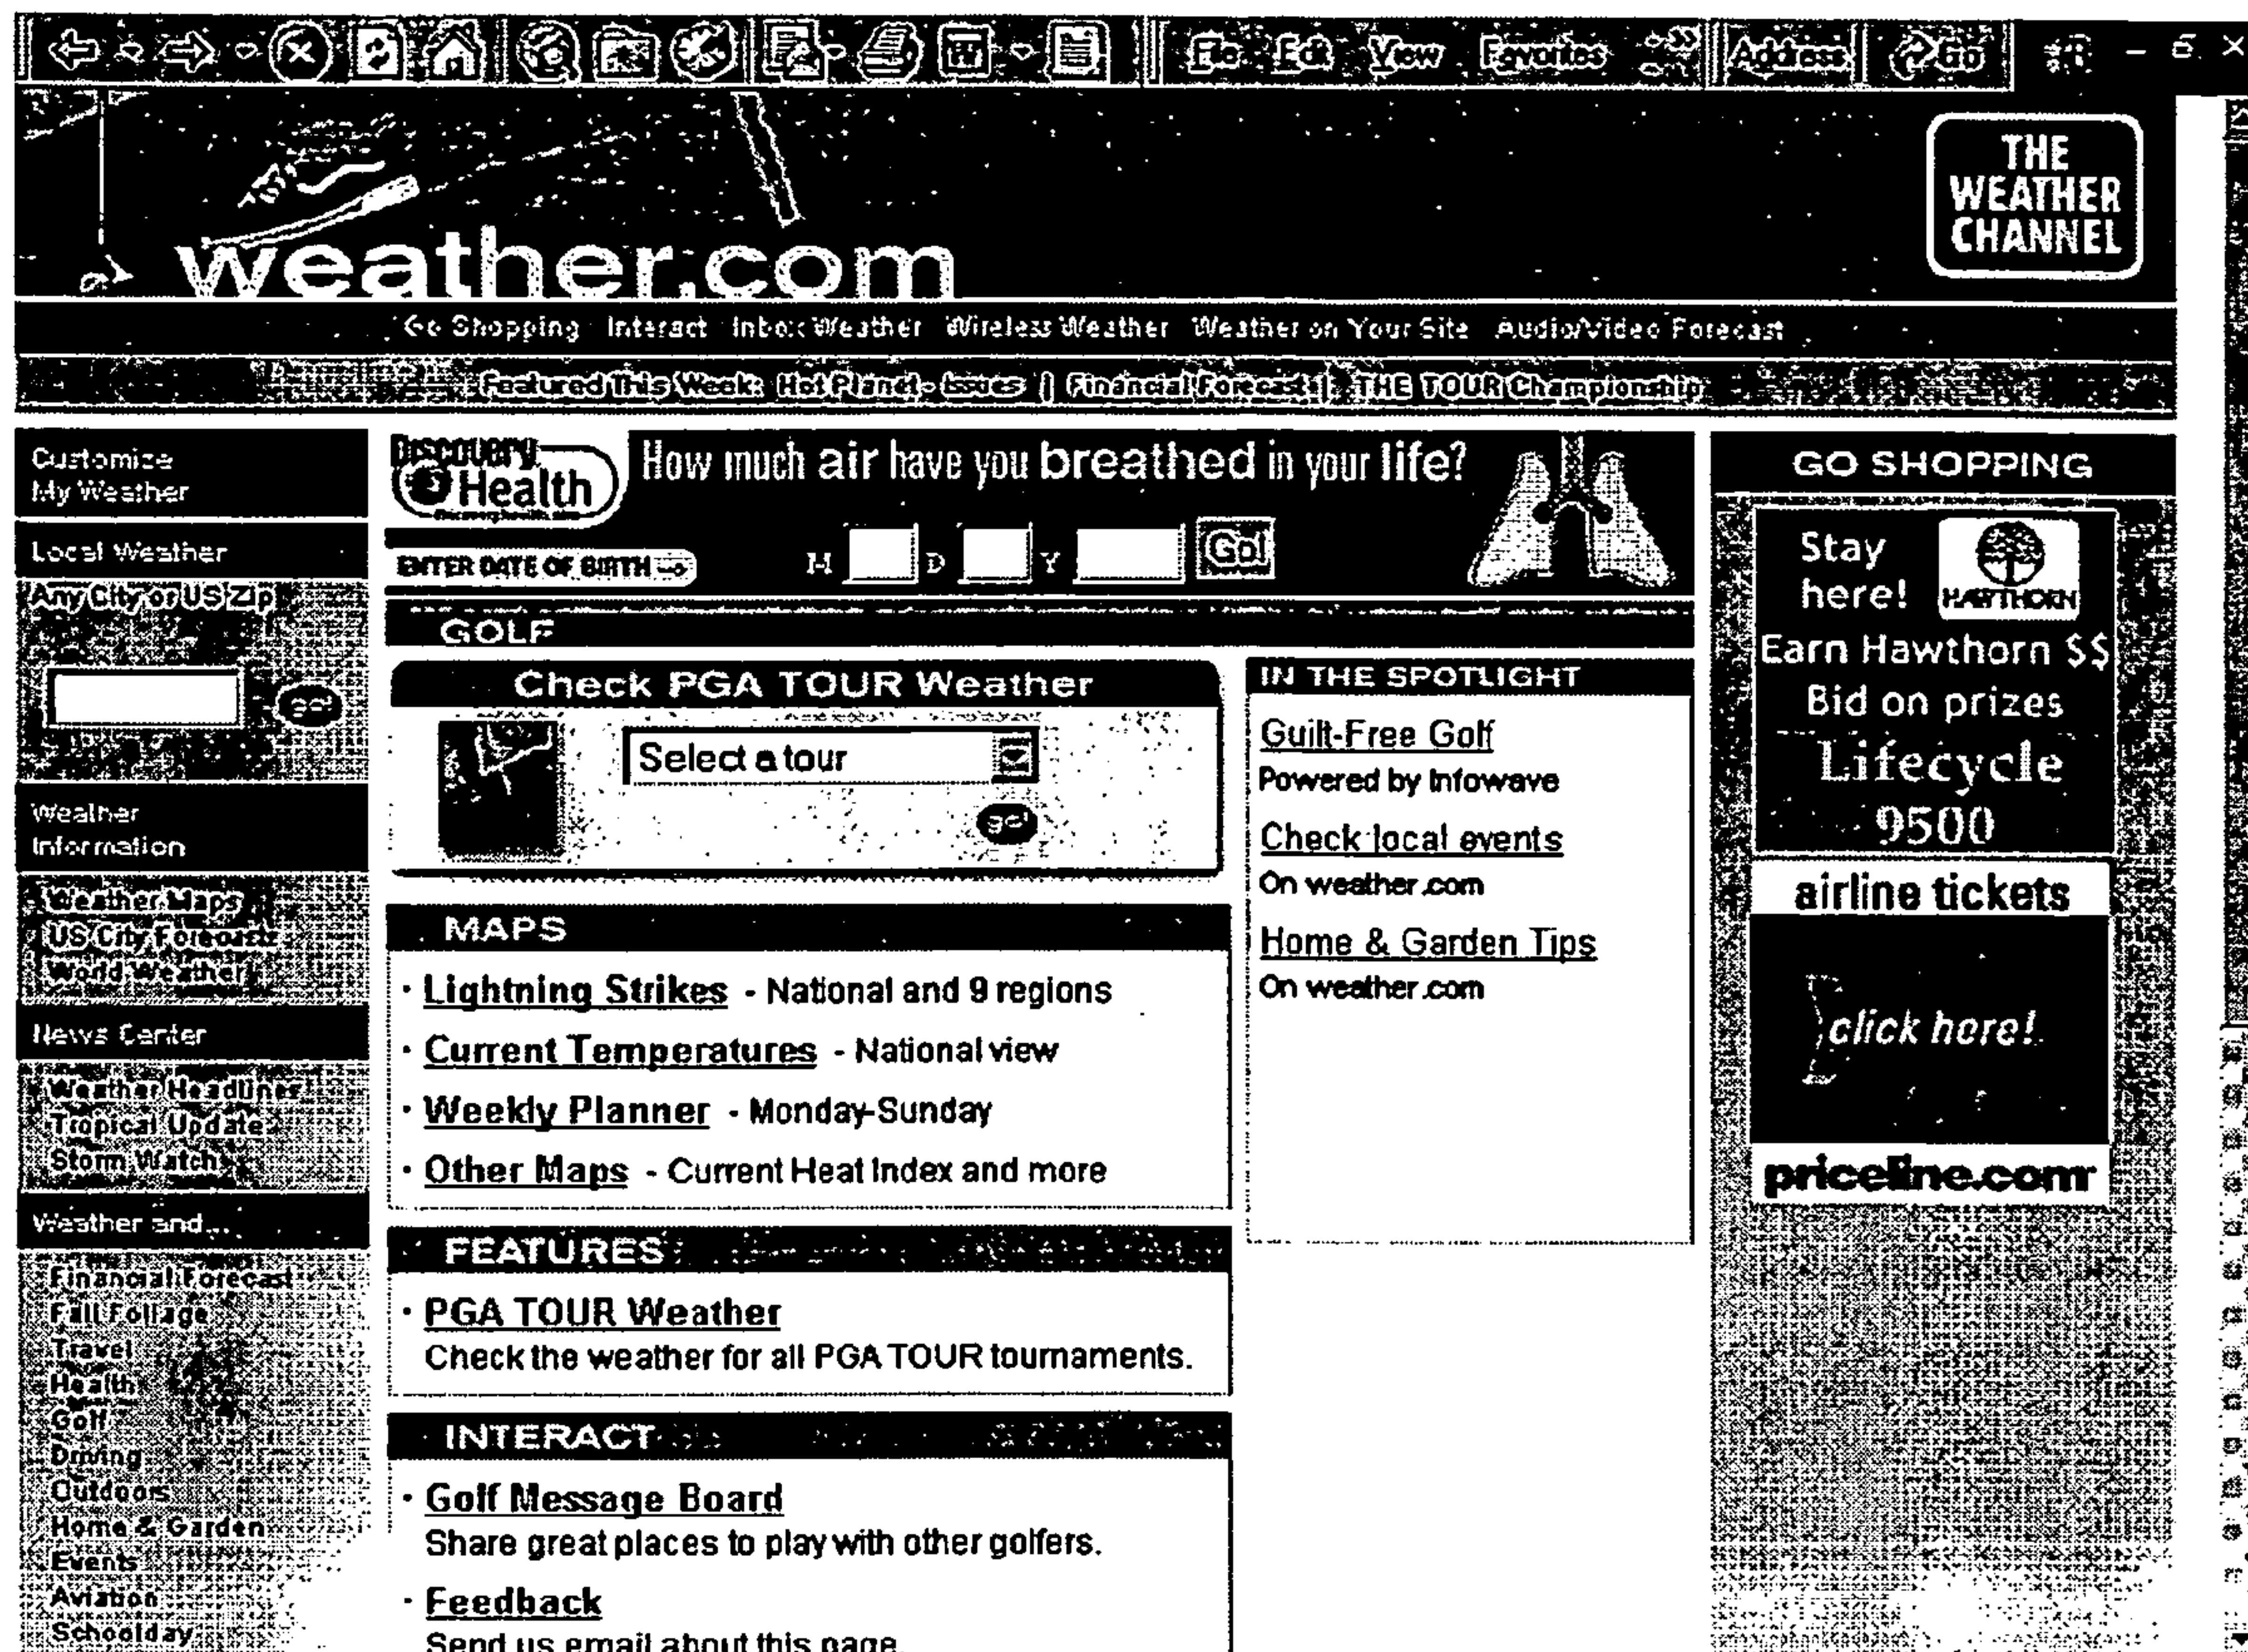 File Edit View Favorites » Address Go
THE
WEATHER
CHANNEL
weather.com
Go Shopping Interact Inbox Weather Wireless Weather Weather on Your Site Audio/Video Forecast
Featured This Week: Hot Planet - Issues | Financial Forecast | THE TOUR Championship
Customize
My Weather
Local Weather
Any City or US Zip
go!
Weather
Information
Weather Maps
US City Forecasts
World Weather
News Center
Weather Headlines
Tropical Update
Storm Watch
Weather and...
Financial Forecast
Fall Foliage
Travel
Health
Golf
Driving
Outdoors
Home & Garden
Events
Aviation
Schoolday
Discovery
Health
How much air have you breathed in your life?
ENTER DATE OF BIRTH M D Y Go!
GOLF
Check PGA TOUR Weather
Select a tour
go!
MAPS
· Lightning Strikes - National and 9 regions
· Current Temperatures - National view
· Weekly Planner - Monday-Sunday
· Other Maps - Current Heat Index and more
FEATURES
· PGA TOUR Weather
Check the weather for all PGA TOUR tournaments.
INTERACT
· Golf Message Board
Share great places to play with other golfers.
· Feedback
Send us email about this page.
IN THE SPOTLIGHT
Guilt-Free Golf
Powered by Infowave
Check local events
On weather.com
Home & Garden Tips
On weather.com
GO SHOPPING
Stay
here!
HAWTHORN
Earn Hawthorn $$
Bid on prizes
Lifecycle
9500
airline tickets
click here!
priceline.com